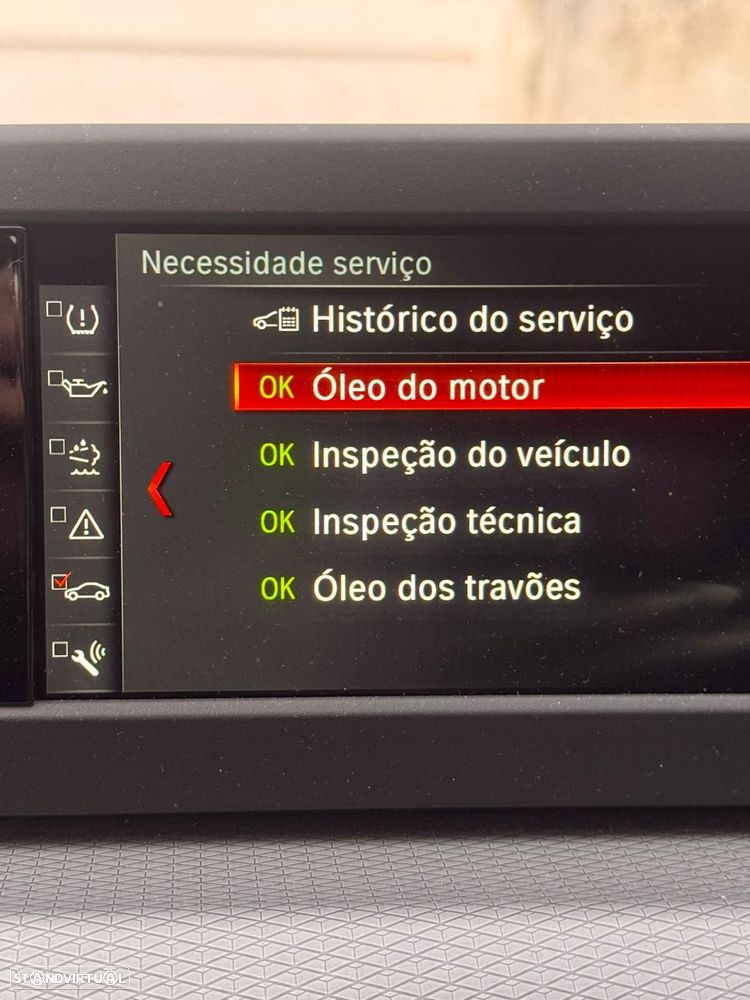 Necessidade serviço
Histórico do serviço
OK Óleo do motor
OK Inspeção do veículo
OK Inspeção técnica
OK Óleo dos travões
STANDVIRTUAL